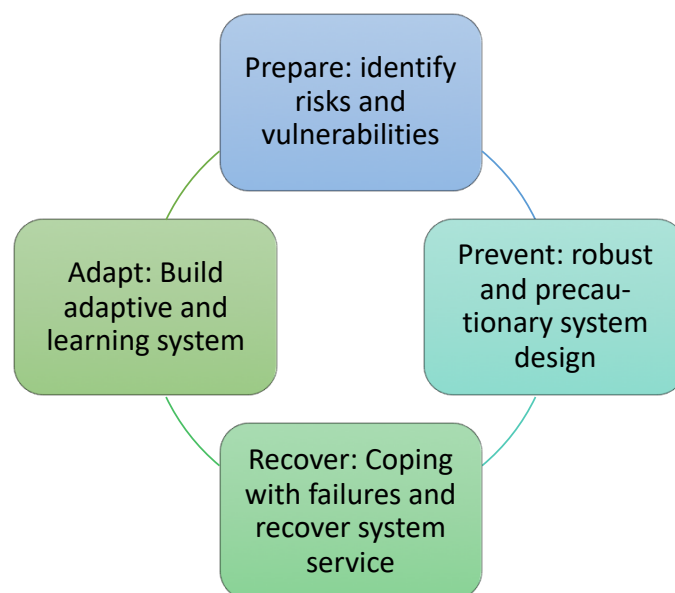 Prepare: identify
risks and
vulnerabilities
Prevent: robust
and precau-
tionary system
design
Recover: Coping
with failures and
recover system
service
Adapt: Build
adaptive and
learning system